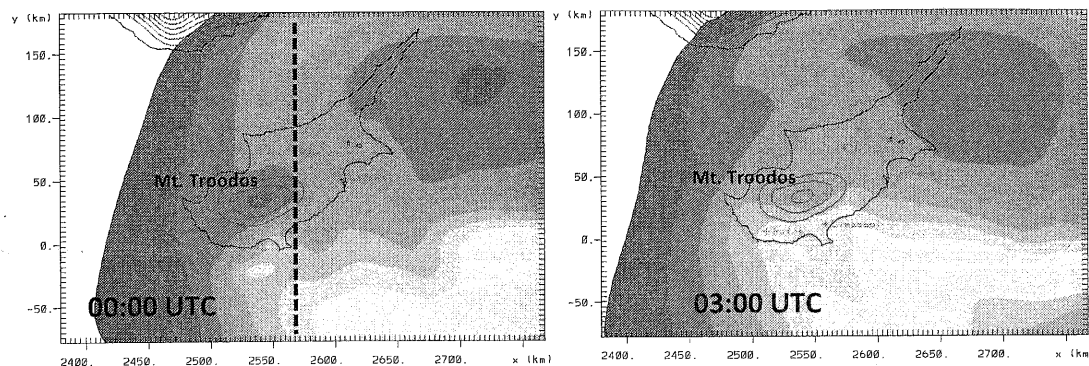 y (km)
150.
100.
50.
0.
-50.
Mt. Troodos
00:00 UTC
2400. 2450. 2500. 2550. 2600. 2650. 2700. x (km)
y (km)
150.
100.
50.
0.
-50.
Mt. Troodos
03:00 UTC
2400. 2450. 2500. 2550. 2600. 2650. 2700. x (km